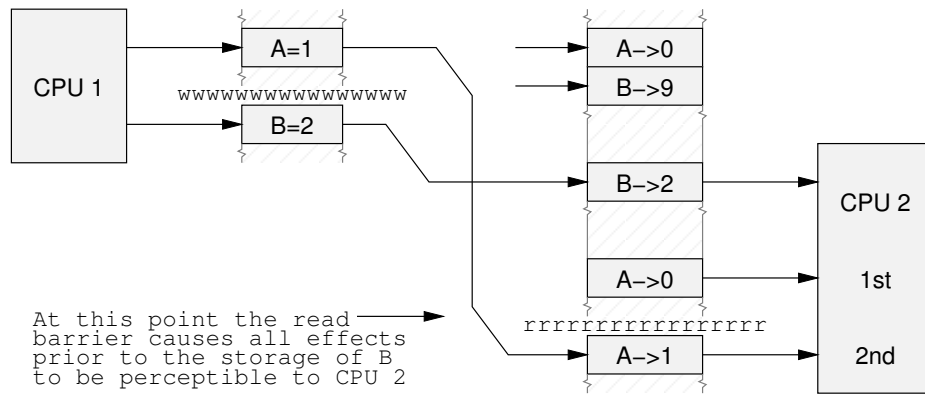 A=1
A->0
CPU 1
B->9
wwwwwwwwwwwwwwww
B=2
B->2
CPU 2
A->0
1st
At this point the read
barrier causes all effects
prior to the storage of B
to be perceptible to CPU 2
rrrrrrrrrrrrrrrrr
A->1
2nd